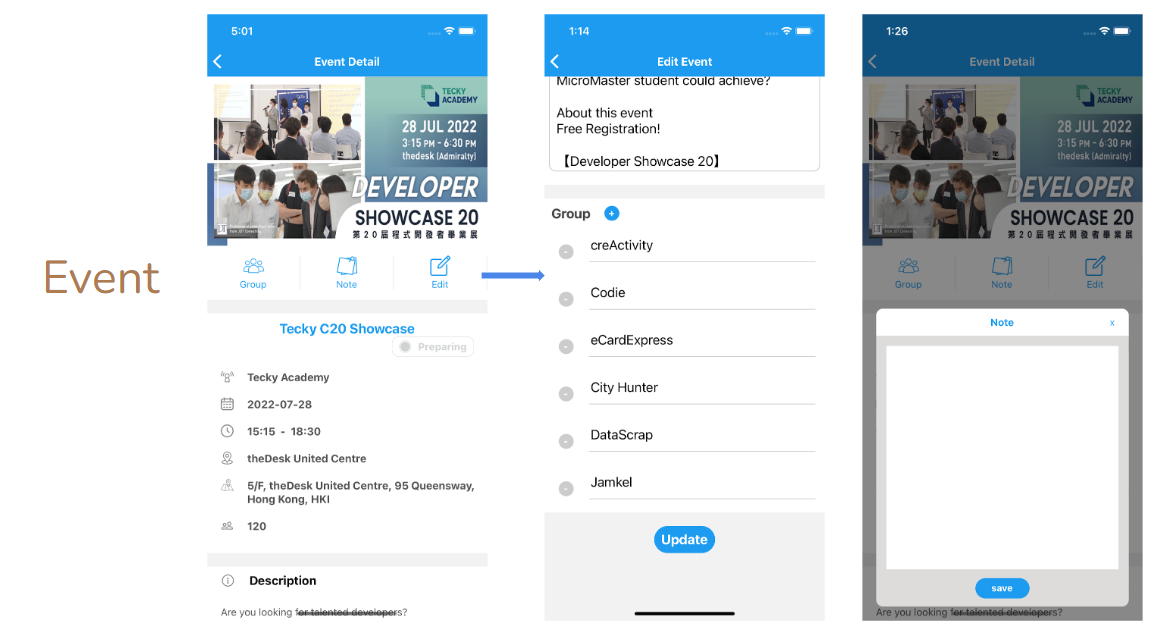 Event
5:01
Event Detail
TECKY
ACADEMY
28 JUL 2022
3:15 PM - 6:30 PM
thedesk (Admiralty)
DEVELOPER
SHOWCASE 20
第20屆程式開發者畢業展
Group
Note
Edit
Tecky C20 Showcase
Preparing
Tecky Academy
2022-07-28
15:15 - 18:30
theDesk United Centre
5/F, theDesk United Centre, 95 Queensway,
Hong Kong, HKI
120
Description
Are you looking for talented developers?
1:14
Edit Event
MicroMaster student could achieve?
About this event
Free Registration!
【Developer Showcase 20】
Group +
- creActivity
- Codie
- eCardExpress
- City Hunter
- DataScrap
- Jamkel
Update
1:26
Event Detail
TECKY
ACADEMY
28 JUL 2022
3:15 PM - 6:30 PM
thedesk (Admiralty)
DEVELOPER
SHOWCASE 20
第20屆程式開發者畢業展
Group
Note
Edit
Note
x
save
Are you looking for talented developers?